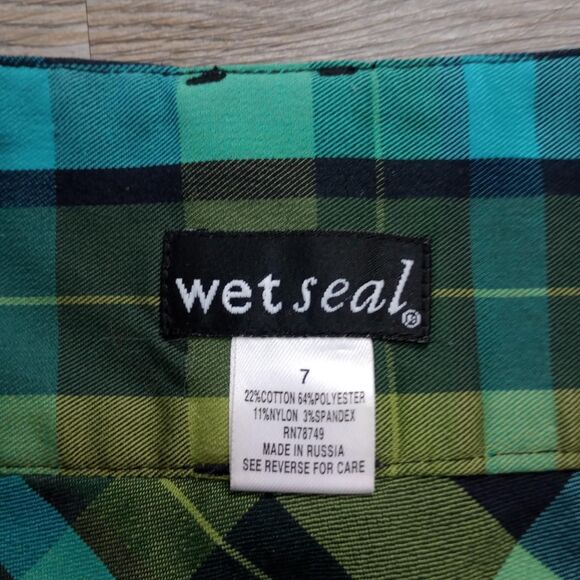 wet seal®
7
22%COTTON 64%POLYESTER
11%NYLON 3%SPANDEX
RN78749
MADE IN RUSSIA
SEE REVERSE FOR CARE